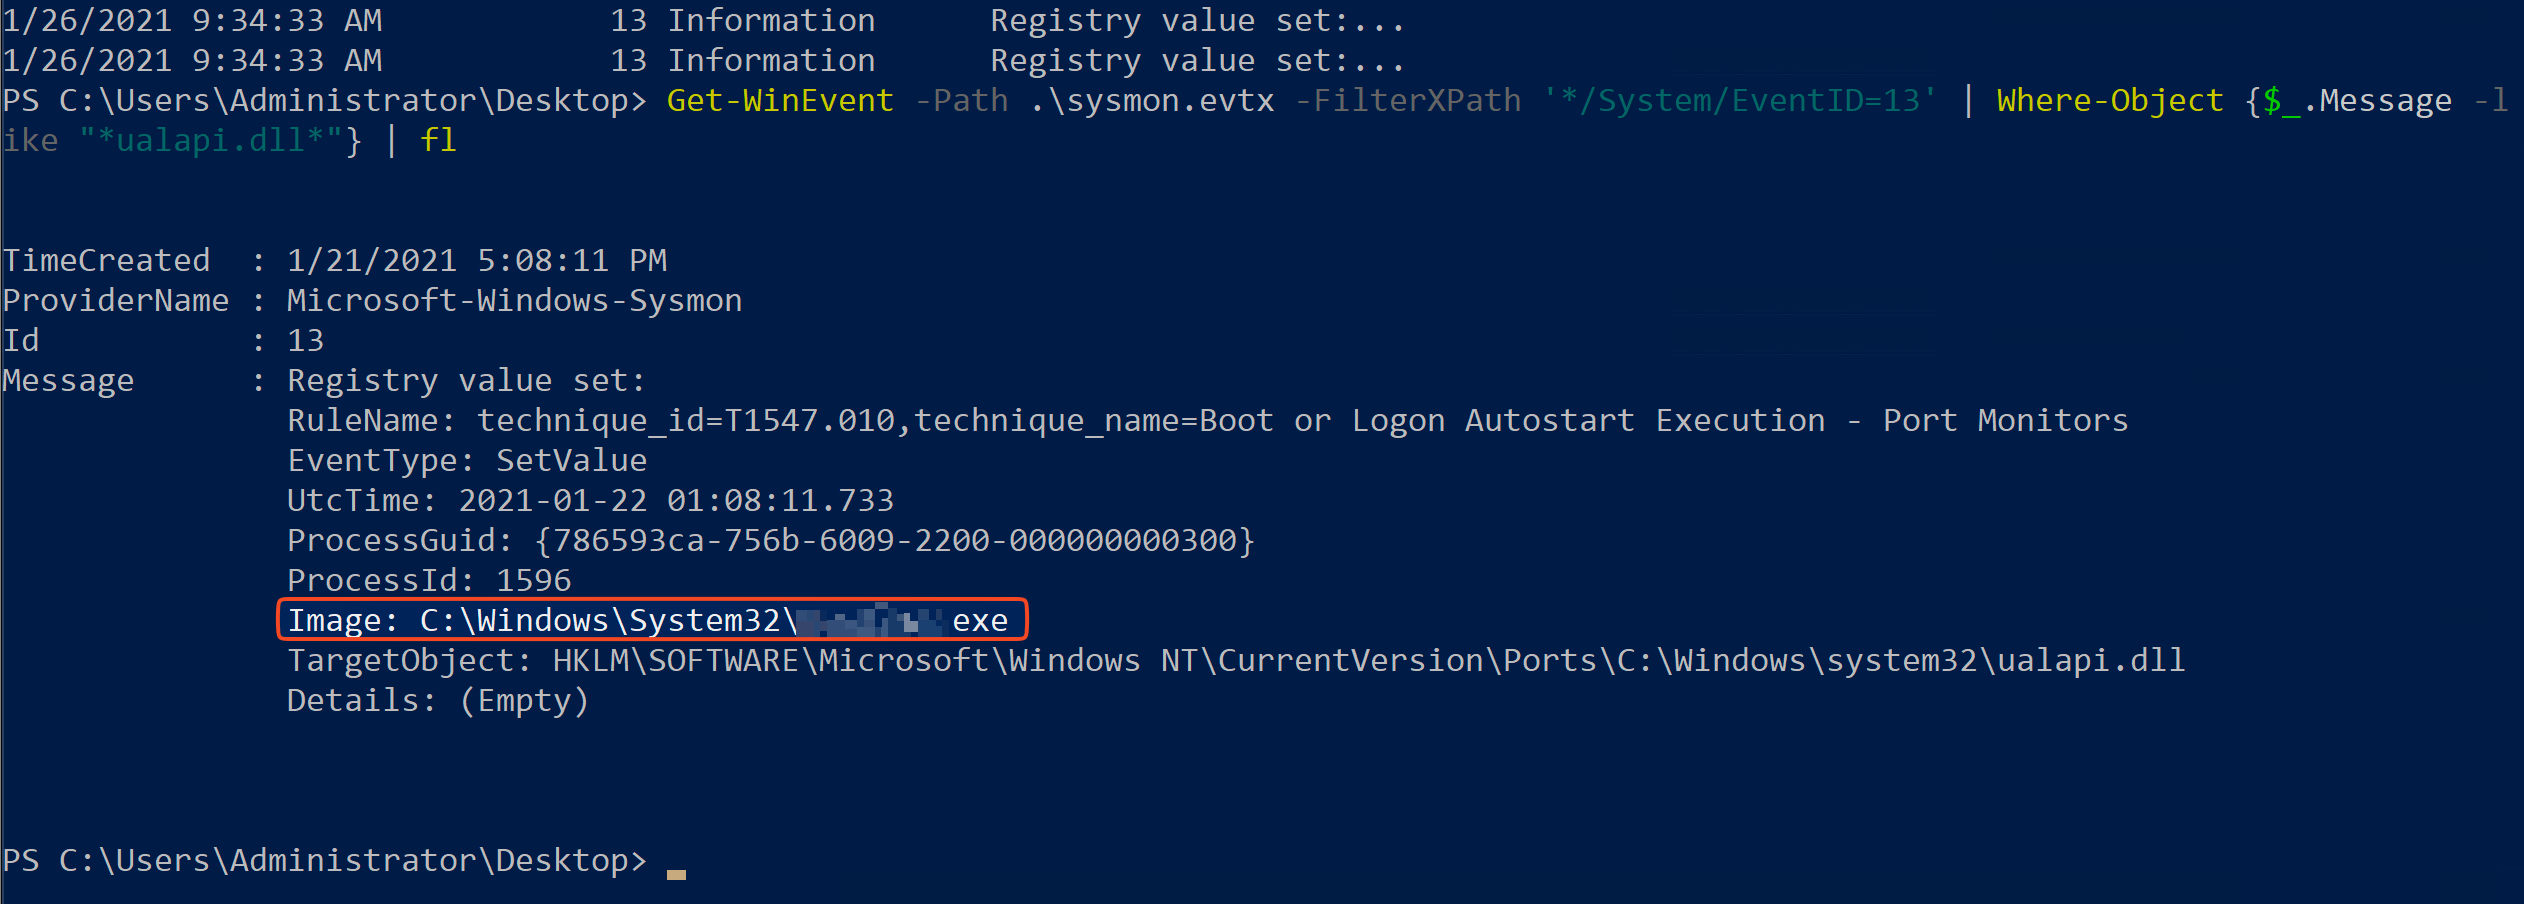 1/26/2021 9:34:33 AM            13 Information      Registry value set:...
1/26/2021 9:34:33 AM            13 Information      Registry value set:...
PS C:\Users\Administrator\Desktop> Get-WinEvent -Path .\sysmon.evtx -FilterXPath '*/System/EventID=13' | Where-Object {$_.Message -l
ike "*ualapi.dll*"} | fl
TimeCreated  : 1/21/2021 5:08:11 PM
ProviderName : Microsoft-Windows-Sysmon
Id           : 13
Message      : Registry value set:
               RuleName: technique_id=T1547.010,technique_name=Boot or Logon Autostart Execution - Port Monitors
               EventType: SetValue
               UtcTime: 2021-01-22 01:08:11.733
               ProcessGuid: {786593ca-756b-6009-2200-000000000300}
               ProcessId: 1596
               Image: C:\Windows\System32\ exe
               TargetObject: HKLM\SOFTWARE\Microsoft\Windows NT\CurrentVersion\Ports\C:\Windows\system32\ualapi.dll
               Details: (Empty)
PS C:\Users\Administrator\Desktop>